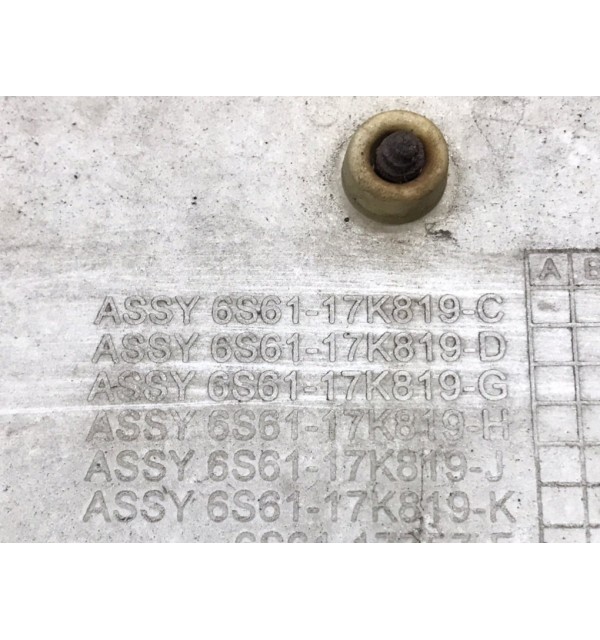 A B
ASSY 6S61-17K819-C
ASSY 6S61-17K819-D
ASSY 6S61-17K819-G
ASSY 6S61-17K819-H
ASSY 6S61-17K819-J
ASSY 6S61-17K819-K